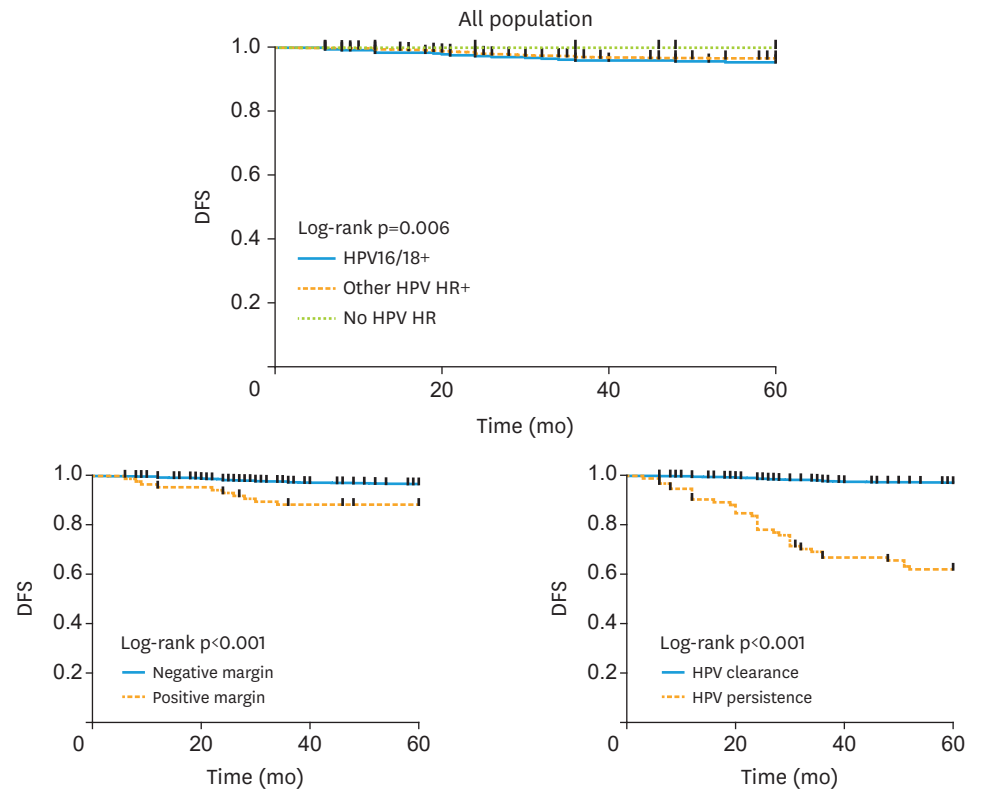 All population
1.0
0.8
0.6
0.4
0.2
0
20
40
60
DFS
Time (mo)
Log-rank p=0.006
HPV16/18+
Other HPV HR+
No HPV HR
1.0
0.8
0.6
0.4
0.2
0
20
40
60
DFS
Time (mo)
Log-rank p<0.001
Negative margin
Positive margin
1.0
0.8
0.6
0.4
0.2
0
20
40
60
DFS
Time (mo)
Log-rank p<0.001
HPV clearance
HPV persistence